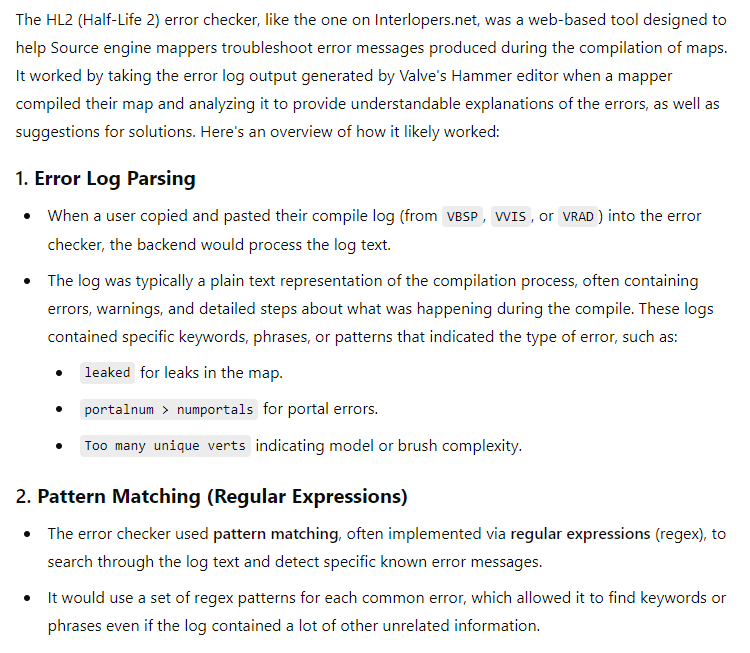 The HL2 (Half-Life 2) error checker, like the one on Interlopers.net, was a web-based tool designed to
help Source engine mappers troubleshoot error messages produced during the compilation of maps.
It worked by taking the error log output generated by Valve's Hammer editor when a mapper
compiled their map and analyzing it to provide understandable explanations of the errors, as well as
suggestions for solutions. Here's an overview of how it likely worked:
1. Error Log Parsing
• When a user copied and pasted their compile log (from VBSP, VVIS, or VRAD) into the error
checker, the backend would process the log text.
• The log was typically a plain text representation of the compilation process, often containing
errors, warnings, and detailed steps about what was happening during the compile. These logs
contained specific keywords, phrases, or patterns that indicated the type of error, such as:
• leaked for leaks in the map.
• portalnum > numportals for portal errors.
• Too many unique verts indicating model or brush complexity.
2. Pattern Matching (Regular Expressions)
• The error checker used pattern matching, often implemented via regular expressions (regex), to
search through the log text and detect specific known error messages.
• It would use a set of regex patterns for each common error, which allowed it to find keywords or
phrases even if the log contained a lot of other unrelated information.